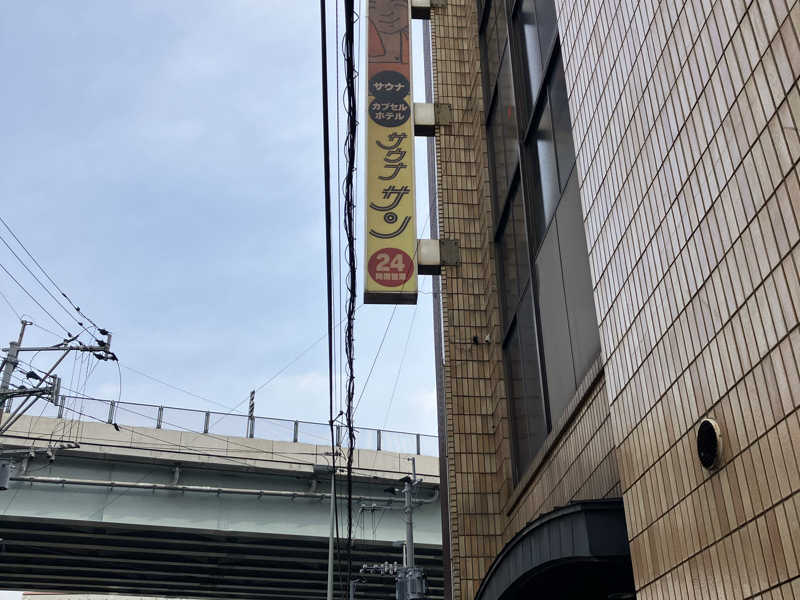 サウナ
カプセル
ホテル
サウナ サン
24
時間営業